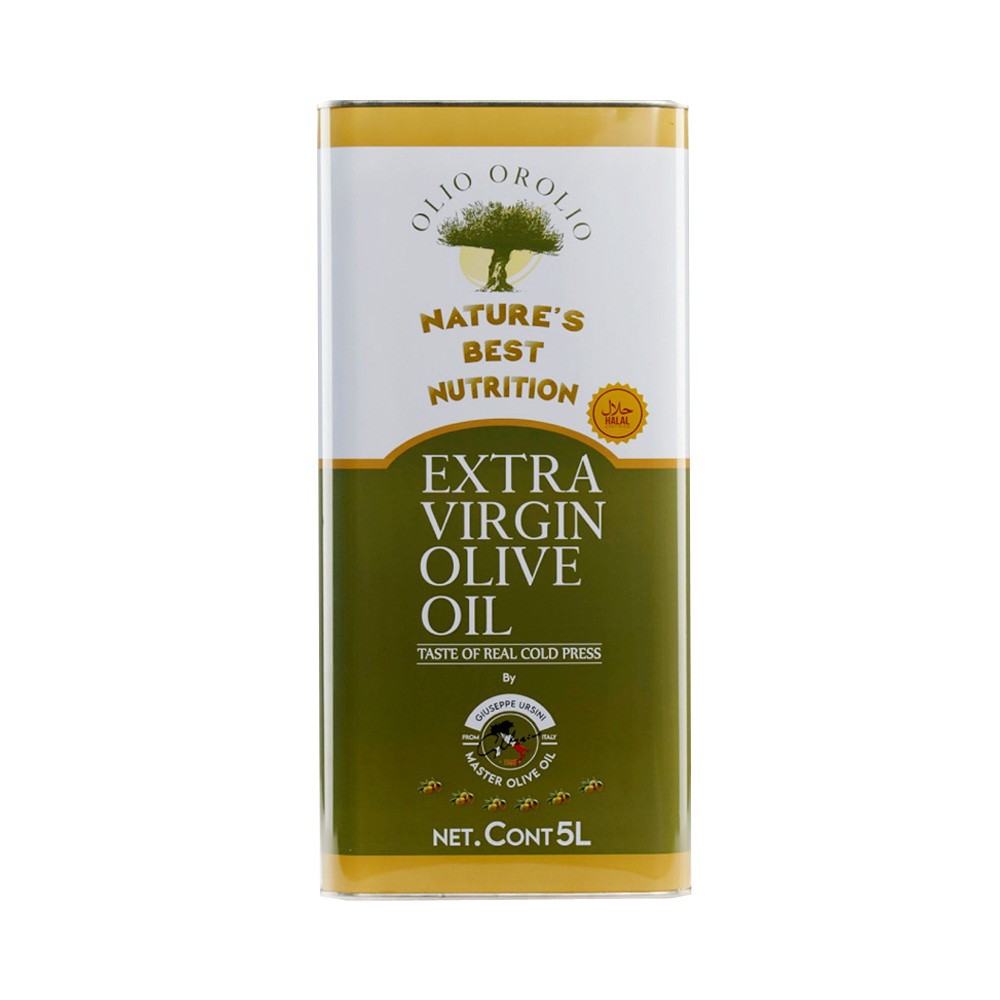 OLIO OROLIO
NATURE'S
BEST
NUTRITION
حلال
HALAL
EXTRA
VIRGIN
OLIVE
OIL
TASTE OF REAL COLD PRESS
By
GIUSEPPE URSINI
FROM ITALY
MASTER OLIVE OIL
NET. CONT 5L